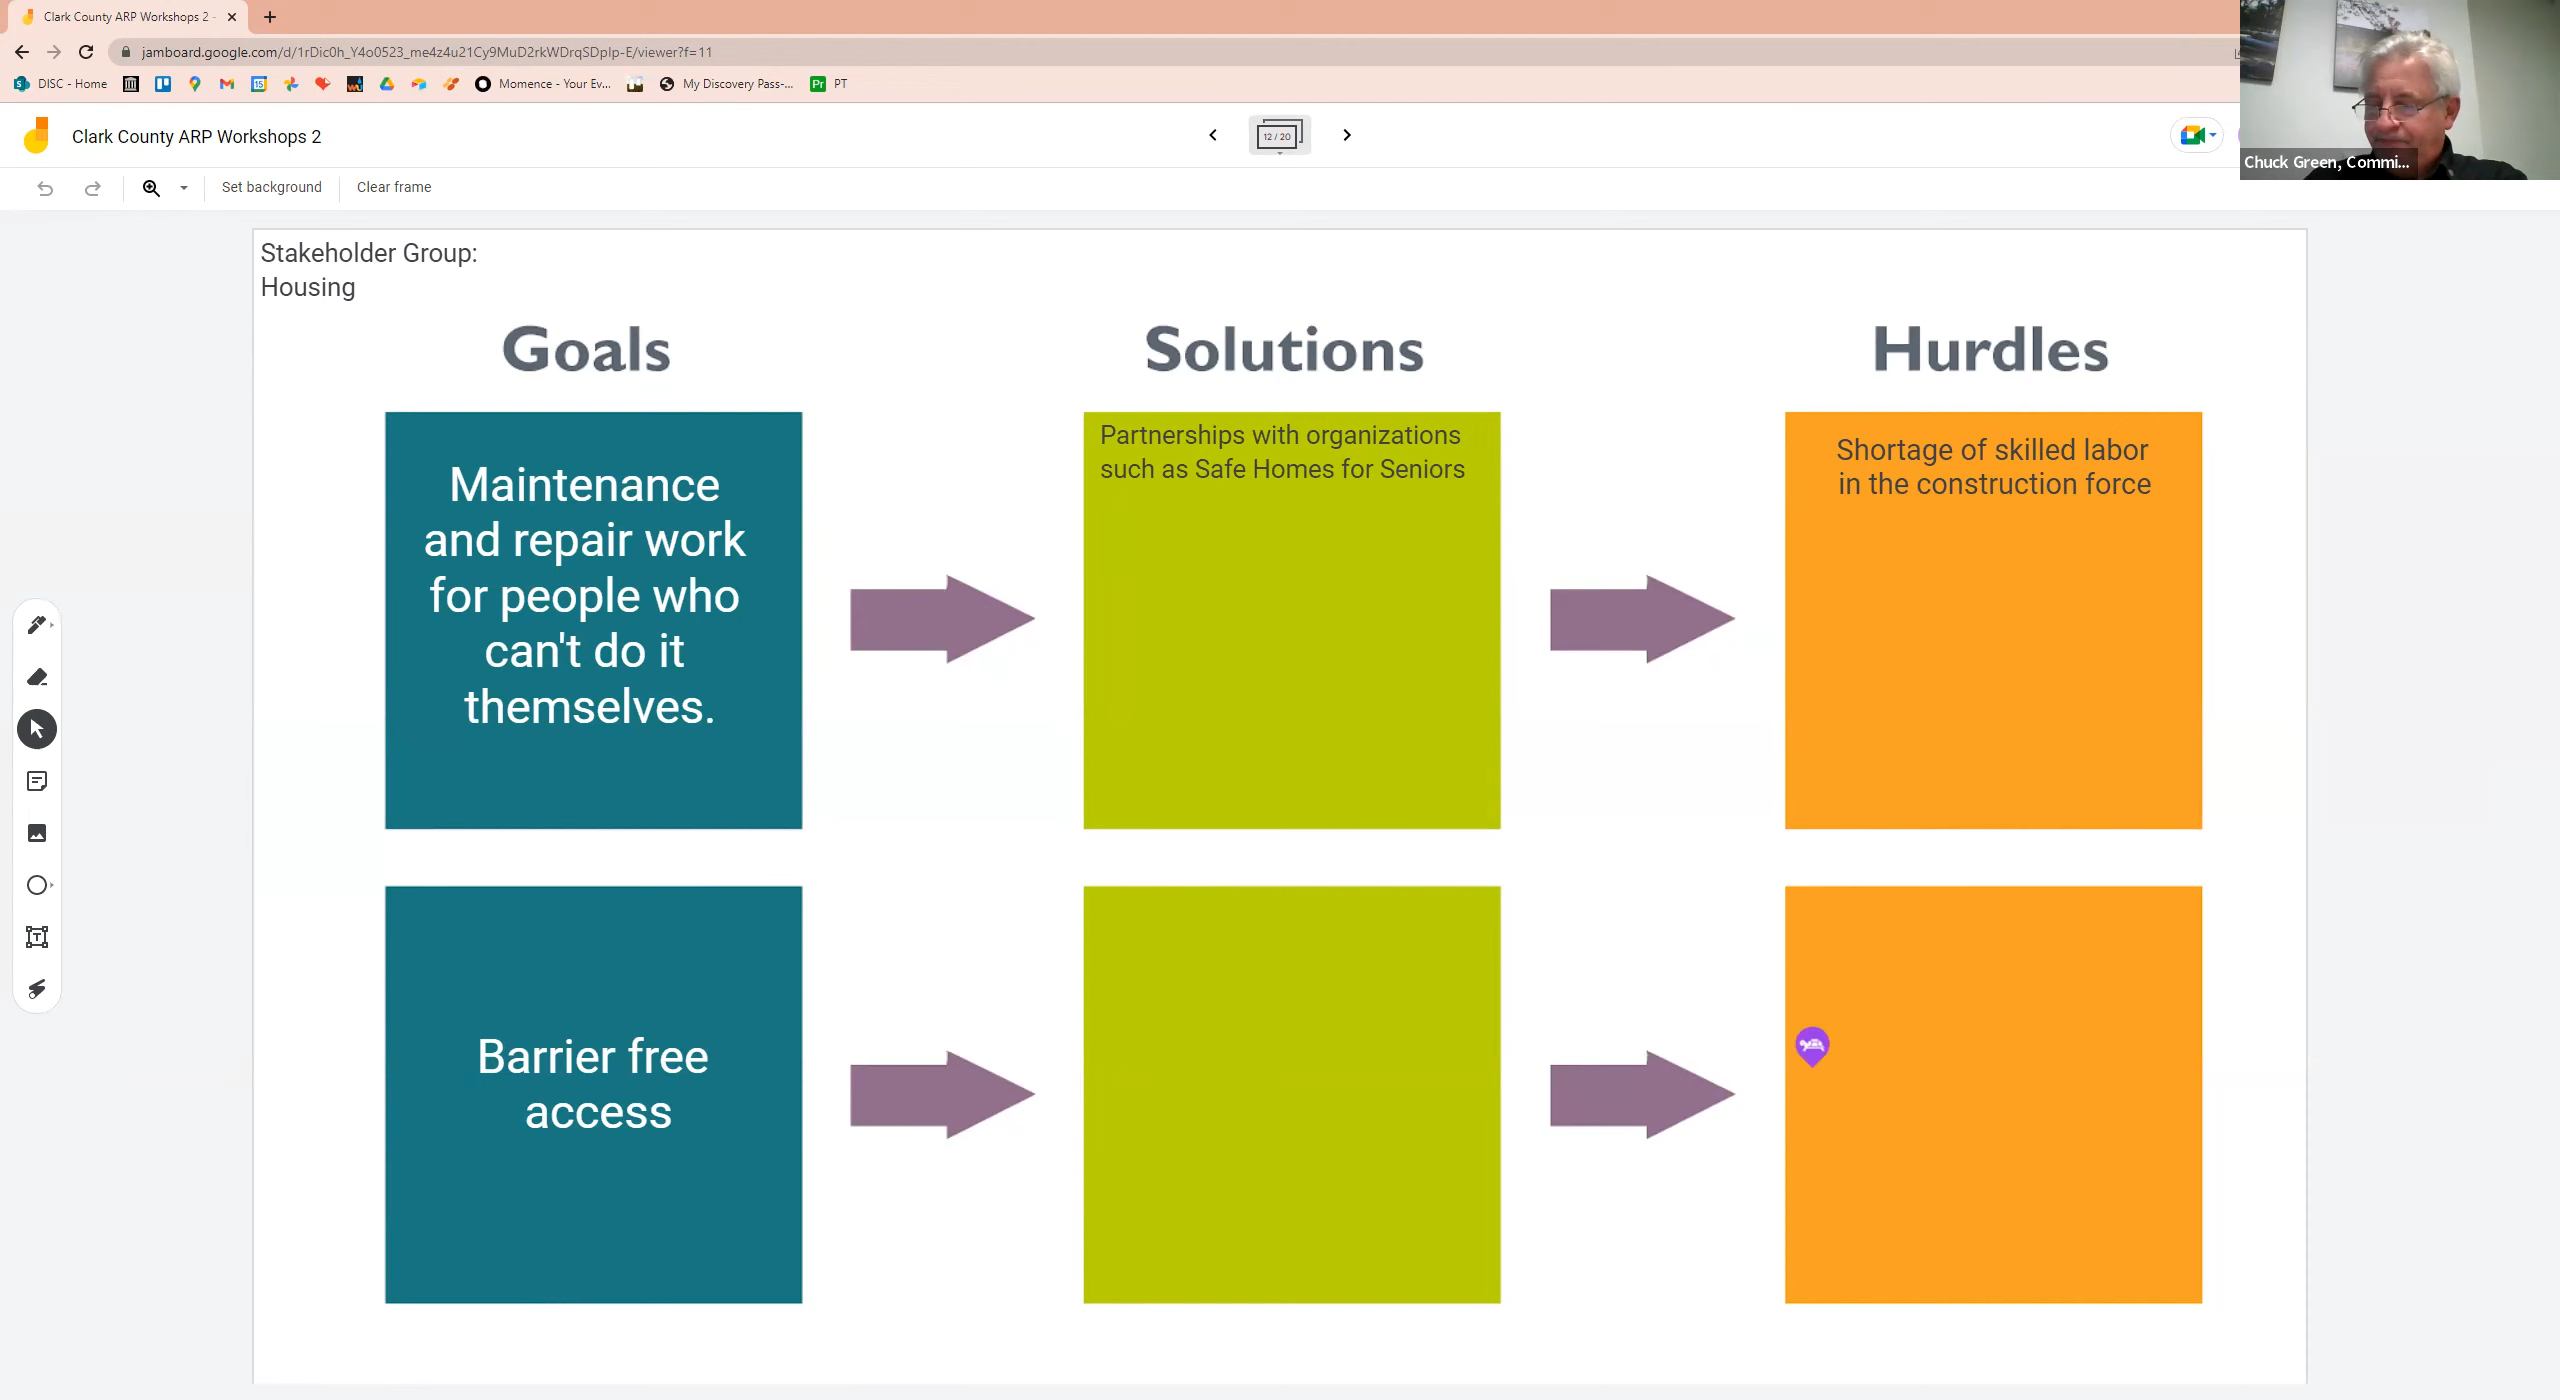 Clark County ARP Workshops 2 -
jamboard.google.com/d/1rDic0h_Y4o0523_me4z4u21Cy9MuD2rkWDrqSDpIp-E/viewer?f=11
DISC - Home
15
Momence - Your Ev...
My Discovery Pass-...
Pr PT
Clark County ARP Workshops 2
12 / 20
Chuck Green, Commi...
Set background
Clear frame
Stakeholder Group:
Housing
Goals
Solutions
Hurdles
Maintenance
and repair work
for people who
can't do it
themselves.
Partnerships with organizations
such as Safe Homes for Seniors
Shortage of skilled labor
in the construction force
Barrier free
access